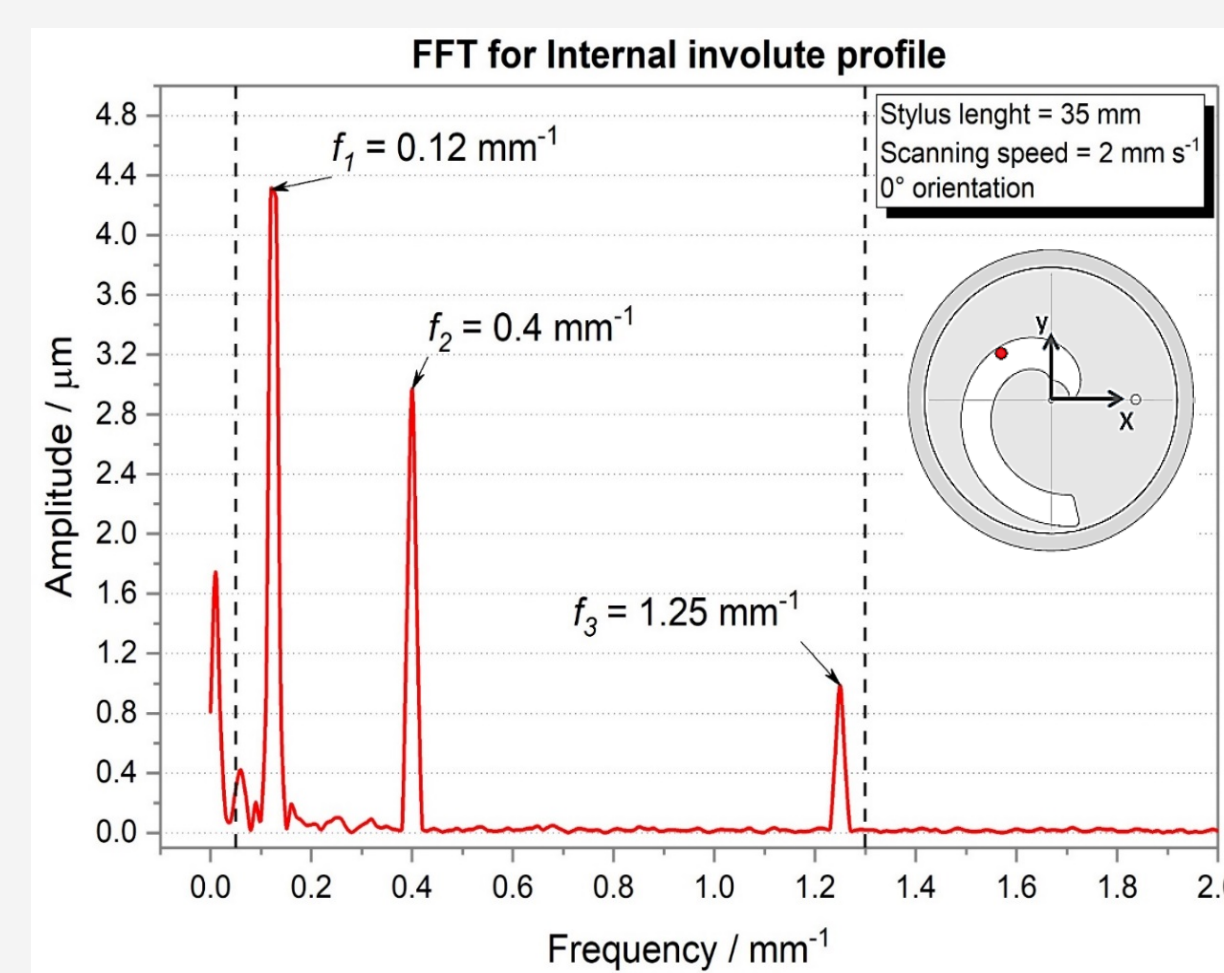 FFT for Internal involute profile
Stylus lenght = 35 mm
Scanning speed = 2 mm s⁻¹
0° orientation
f₁ = 0.12 mm⁻¹
f₂ = 0.4 mm⁻¹
f₃ = 1.25 mm⁻¹
y
x
Amplitude / μm
4.8
4.4
4.0
3.6
3.2
2.8
2.4
2.0
1.6
1.2
0.8
0.4
0.0
0.0 0.2 0.4 0.6 0.8 1.0 1.2 1.4 1.6 1.8
Frequency / mm⁻¹